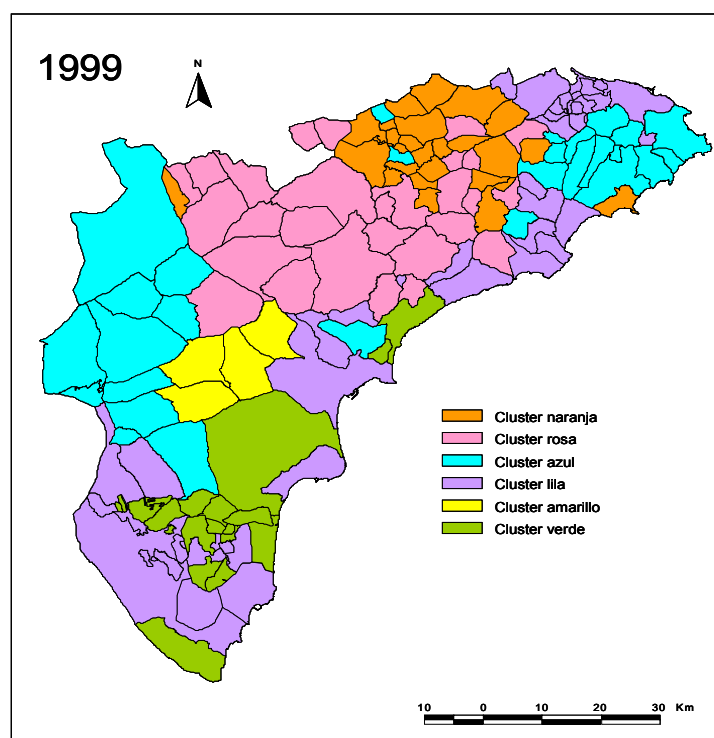 1999
N
Cluster naranja
Cluster rosa
Cluster azul
Cluster lila
Cluster amarillo
Cluster verde
10 0 10 20 30 Km